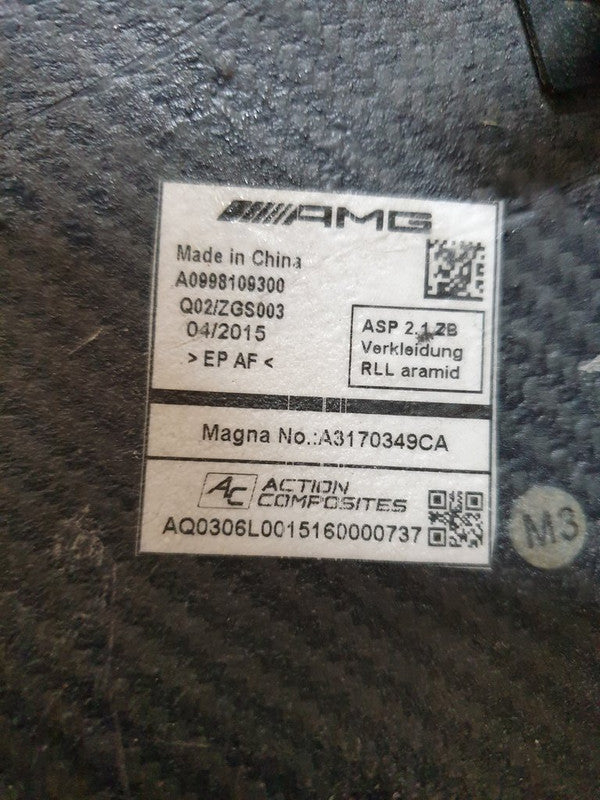 AMG
Made in China
A0998109300
Q02/ZGS003
04/2015
>EP AF<
ASP 2.1 ZB
Verkleidung
RLL aramid
Magna No.:A3170349CA
AC ACTION
COMPOSITES
AQ0306L0015160000737
M3